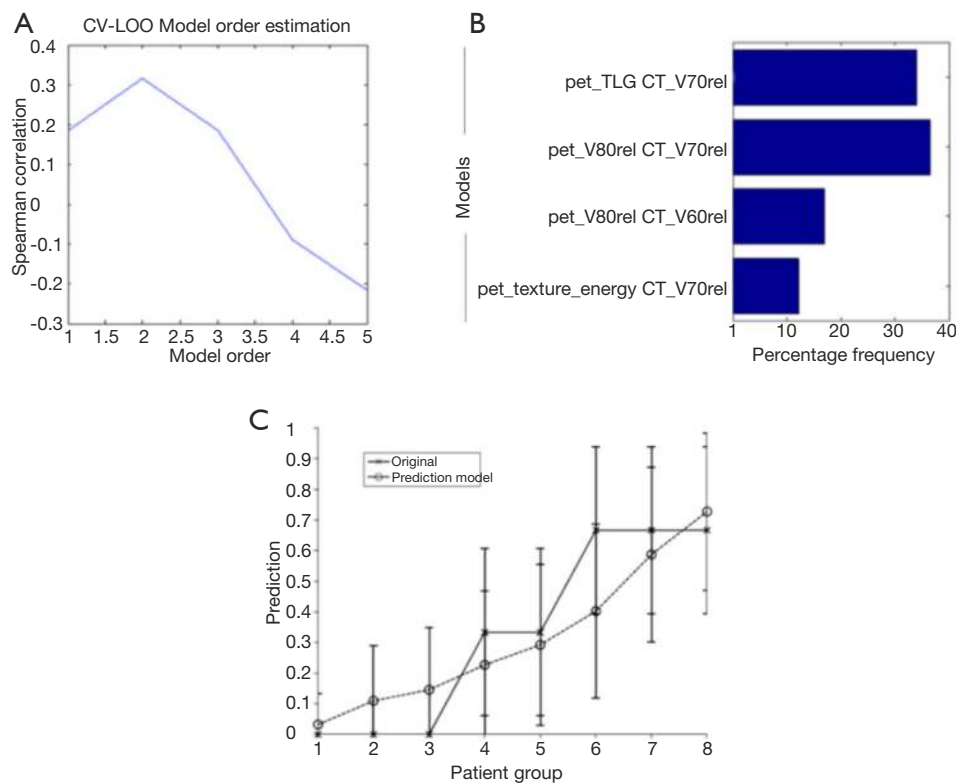 A
CV-LOO Model order estimation
0.4
0.3
0.2
0.1
0
-0.1
-0.2
-0.3
Spearman correlation
1 1.5 2 2.5 3 3.5 4 4.5 5
Model order
B
Models
pet_TLG CT_V70rel
pet_V80rel CT_V70rel
pet_V80rel CT_V60rel
pet_texture_energy CT_V70rel
1 10 20 30 40
Percentage frequency
C
1
0.9
0.8
0.7
0.6
0.5
0.4
0.3
0.2
0.1
0
Prediction
Original
Prediction model
1 2 3 4 5 6 7 8
Patient group